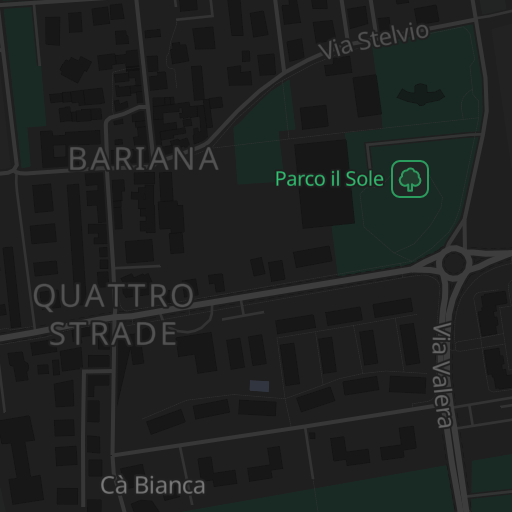 Via Stelvio
BARIANA
Parco il Sole
QUATTRO
STRADE
Via Valera
Cà Bianca